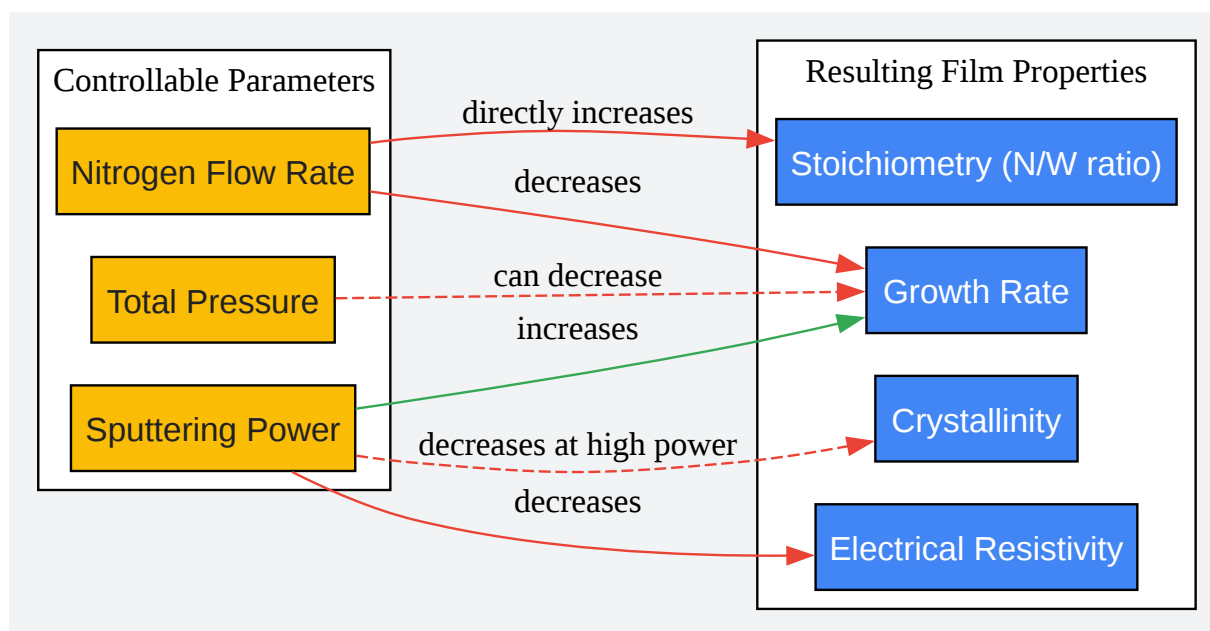 Controllable Parameters
Nitrogen Flow Rate
Total Pressure
Sputtering Power
directly increases
decreases
can decrease
increases
decreases at high power
decreases
Resulting Film Properties
Stoichiometry (N/W ratio)
Growth Rate
Crystallinity
Electrical Resistivity